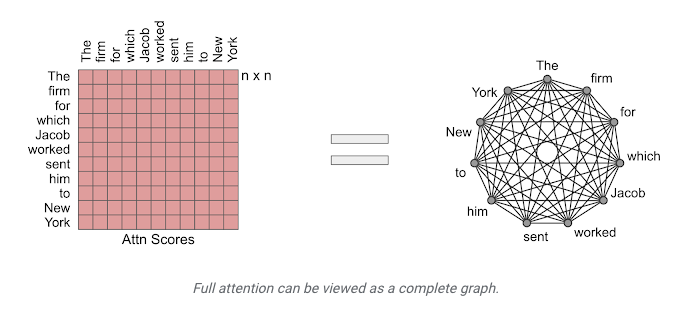 The firm for which Jacob worked sent him to New York
The
firm
for
which
Jacob
worked
sent
him
to
New
York
n x n
Attn Scores
The
firm
for
which
Jacob
worked
sent
him
to
New
York
Full attention can be viewed as a complete graph.